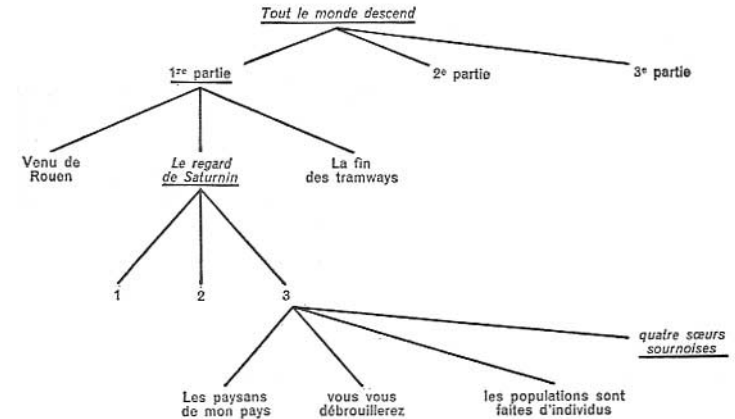 Tout le monde descend
1re partie
2e partie
3e partie
Venu de
Rouen
Le regard
de Saturnin
La fin
des tramways
1
2
3
quatre sœurs
sournoises
Les paysans
de mon pays
vous vous
débrouillerez
les populations sont
faites d'individus